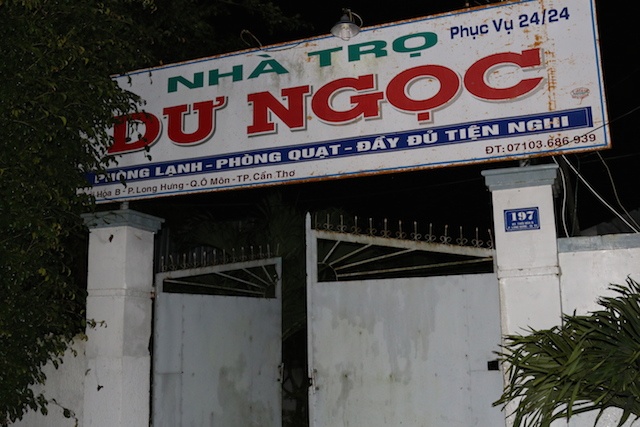 NHÀ TRỌ
Phục Vụ 24/24
DƯ NGỌC
PHÒNG LẠNH - PHÒNG QUẠT - ĐẦY ĐỦ TIỆN NGHI
Hòa B - P. Long Hưng - Q. Ô Môn - TP. Cần Thơ
ĐT: 07103.686.939
197